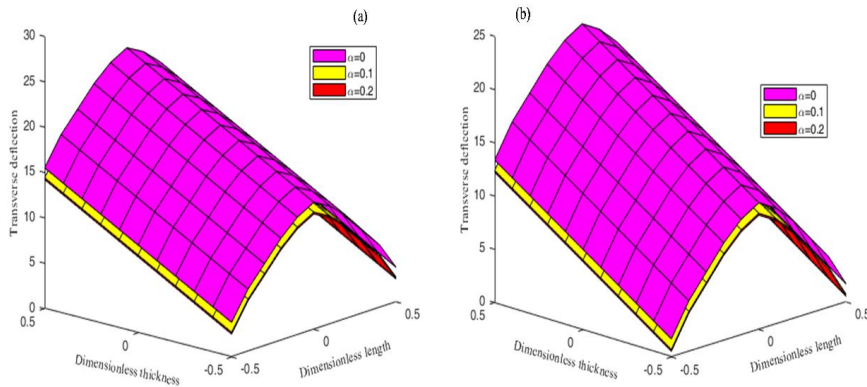 (a)
30
25
20
15
10
5
0
Transverse deflection
α=0
α=0.1
α=0.2
0.5
0
-0.5
Dimensionless thickness
-0.5
0
0.5
Dimensionless length
(b)
25
20
15
10
5
0
Transverse deflection
α=0
α=0.1
α=0.2
0.5
0
-0.5
Dimensionless thickness
-0.5
0
0.5
Dimensionless length